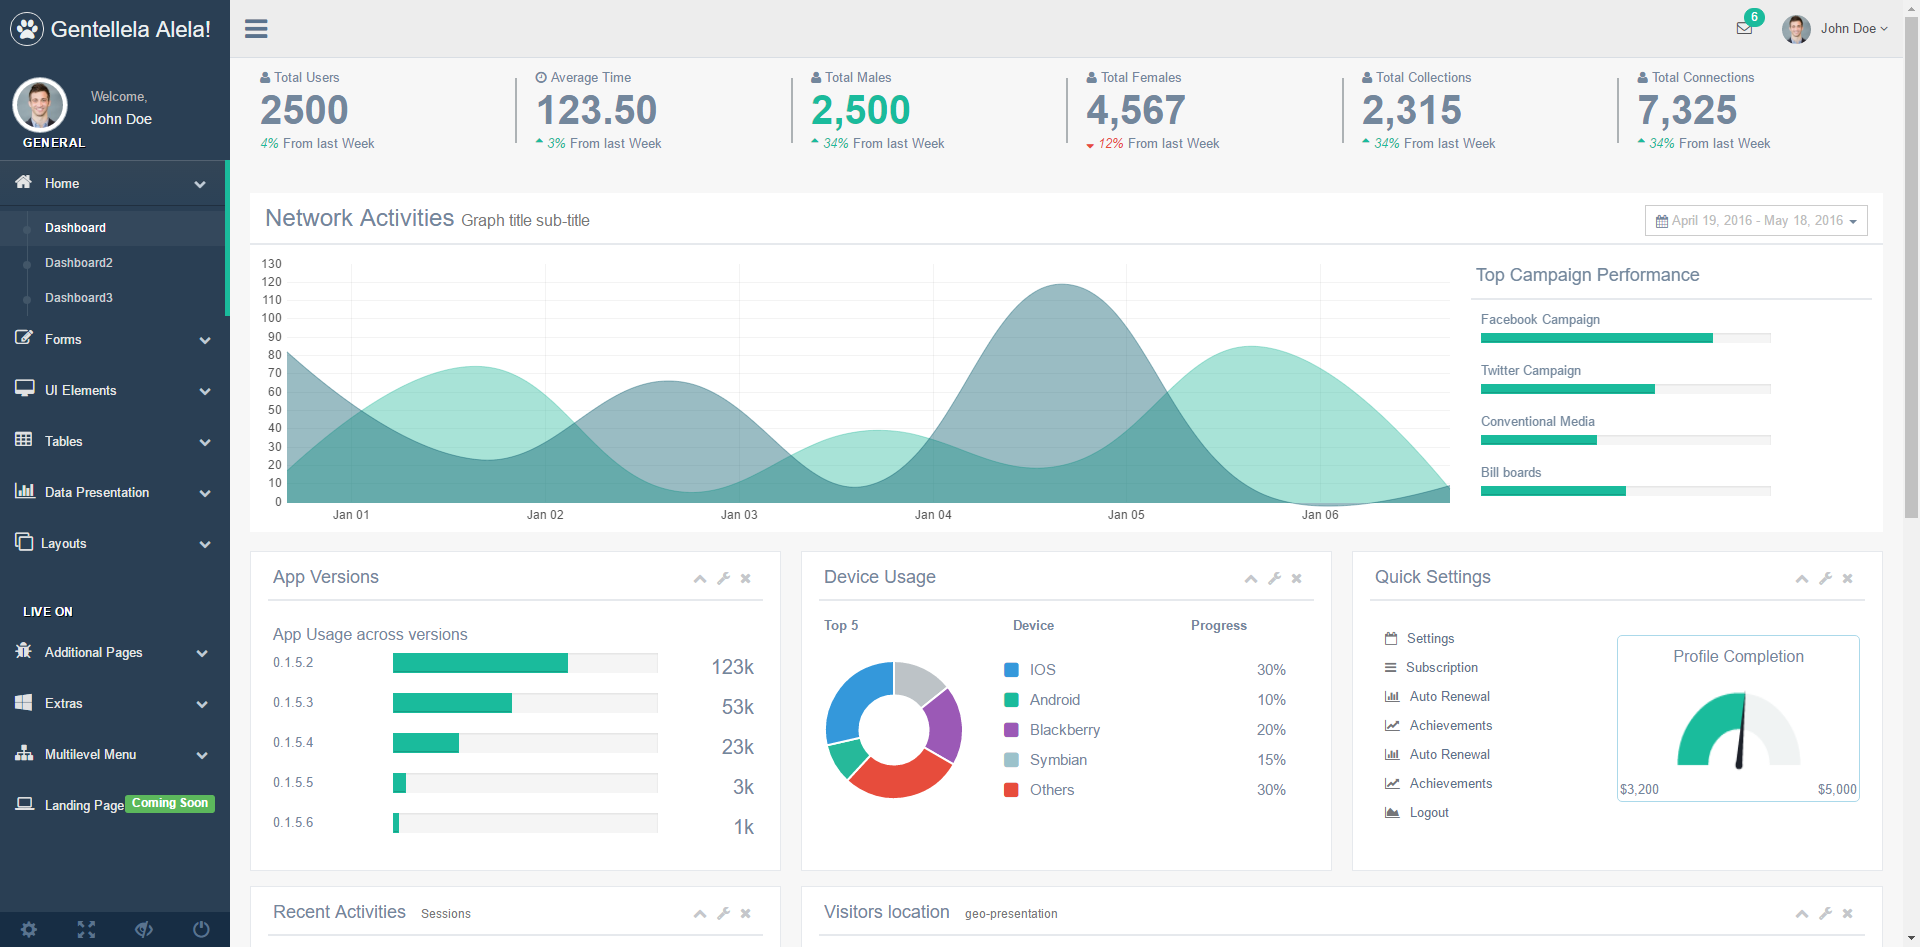 Gentellela Alela!
Welcome,
John Doe
GENERAL
Home
Dashboard
Dashboard2
Dashboard3
Forms
UI Elements
Tables
Data Presentation
Layouts
LIVE ON
Additional Pages
Extras
Multilevel Menu
Landing Page Coming Soon
6
John Doe
Total Users
2500
4% From last Week
Average Time
123.50
3% From last Week
Total Males
2,500
34% From last Week
Total Females
4,567
12% From last Week
Total Collections
2,315
34% From last Week
Total Connections
7,325
34% From last Week
Network Activities Graph title sub-title
April 19, 2016 - May 18, 2016
130
120
110
100
90
80
70
60
50
40
30
20
10
0
Jan 01 Jan 02 Jan 03 Jan 04 Jan 05 Jan 06
Top Campaign Performance
Facebook Campaign
Twitter Campaign
Conventional Media
Bill boards
App Versions
App Usage across versions
0.1.5.2 123k
0.1.5.3 53k
0.1.5.4 23k
0.1.5.5 3k
0.1.5.6 1k
Device Usage
Top 5 Device Progress
IOS 30%
Android 10%
Blackberry 20%
Symbian 15%
Others 30%
Quick Settings
Settings
Subscription
Auto Renewal
Achievements
Auto Renewal
Achievements
Logout
Profile Completion
$3,200 $5,000
Recent Activities Sessions
Visitors location geo-presentation